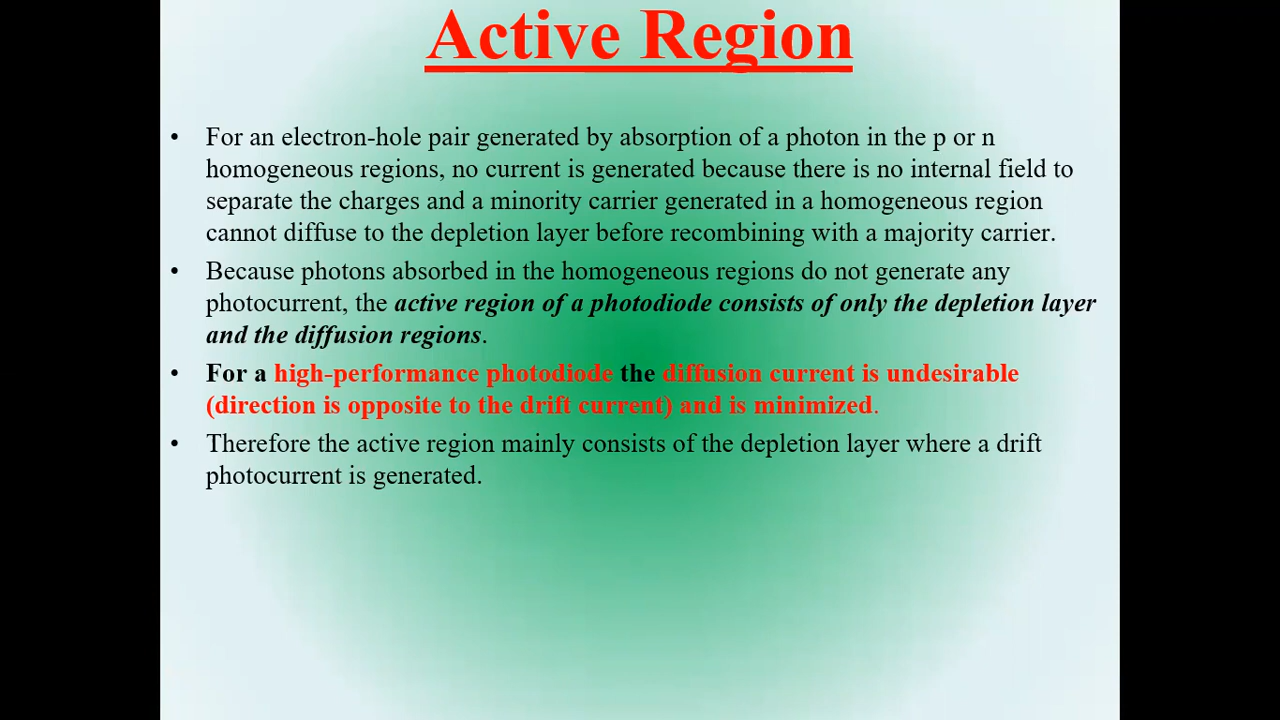 Active Region
• For an electron-hole pair generated by absorption of a photon in the p or n
homogeneous regions, no current is generated because there is no internal field to
separate the charges and a minority carrier generated in a homogeneous region
cannot diffuse to the depletion layer before recombining with a majority carrier.
• Because photons absorbed in the homogeneous regions do not generate any
photocurrent, the active region of a photodiode consists of only the depletion layer
and the diffusion regions.
• For a high-performance photodiode the diffusion current is undesirable
(direction is opposite to the drift current) and is minimized.
• Therefore the active region mainly consists of the depletion layer where a drift
photocurrent is generated.